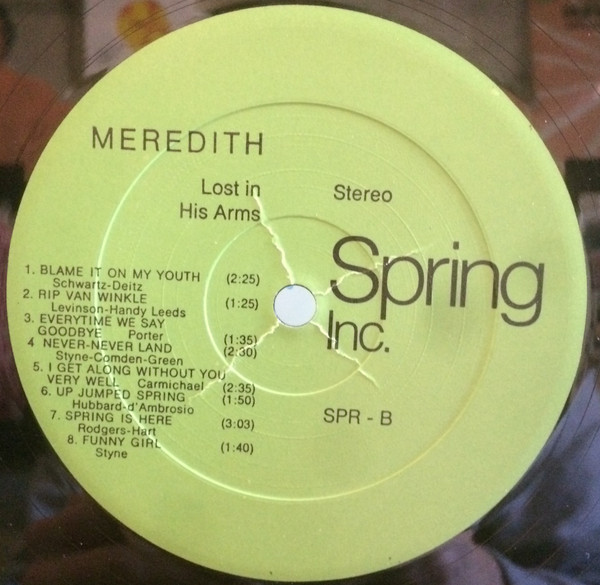 MEREDITH
Lost in
His Arms
Stereo
Spring
Inc.
SPR - B
1. BLAME IT ON MY YOUTH (2:25)
Schwartz-Deitz
2. RIP VAN WINKLE (1:25)
Levinson-Handy Leeds
3. EVERYTIME WE SAY
GOODBYE Porter (1:35)
4 NEVER-NEVER LAND (2:30)
Styne-Comden-Green
5. I GET ALONG WITHOUT YOU
VERY WELL Carmichael (2:35)
6. UP JUMPED SPRING (1:50)
Hubbard-d'Ambrosio
7. SPRING IS HERE (3:03)
Rodgers-Hart
8. FUNNY GIRL (1:40)
Styne